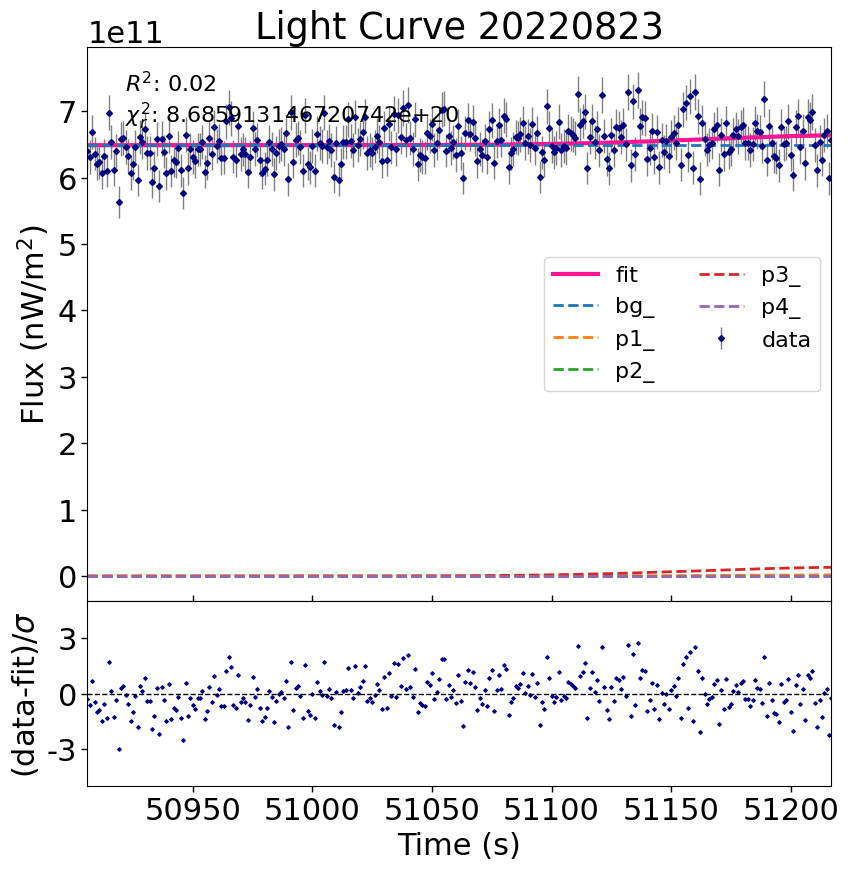 Light Curve 20220823
1e11
R²: 0.02
χ²ᵣ: 8.685913146720742e+20
7
6
5
4
3
2
1
0
Flux (nW/m²)
fit
bg_
p1_
p2_
p3_
p4_
data
3
0
-3
(data-fit)/σ
50950 51000 51050 51100 51150 51200
Time (s)